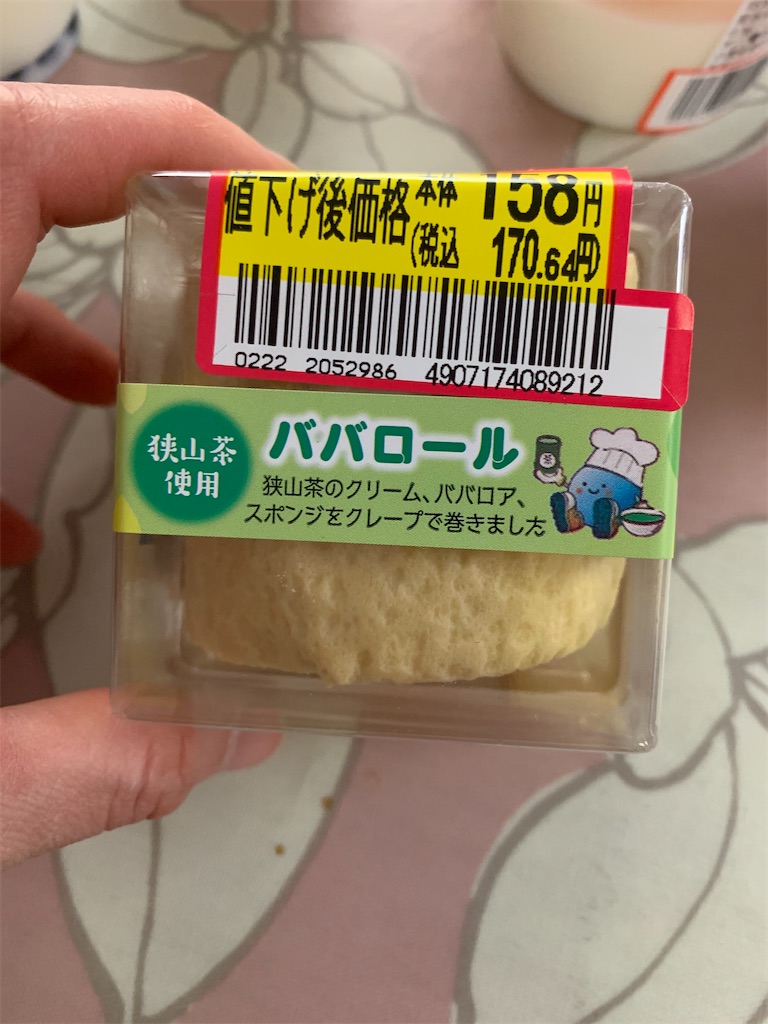 値下げ後価格 本体 158円
(税込 170.64円)
0222 2052986 4907174089212
狭山茶
使用
ババロール
狭山茶のクリーム、ババロア、
スポンジをクレープで巻きました